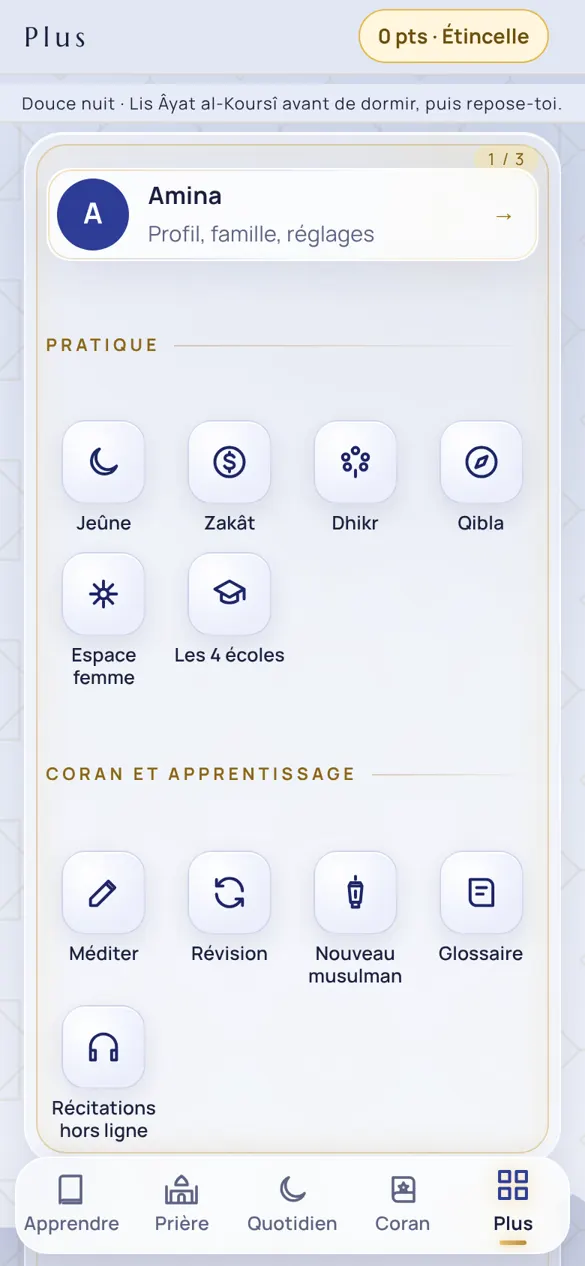 Plus
0 pts · Étincelle
Douce nuit · Lis Âyat al-Koursî avant de dormir, puis repose-toi.
1 / 3
A
Amina
Profil, famille, réglages
→
PRATIQUE
Jeûne
Zakât
Dhikr
Qibla
Espace
femme
Les 4 écoles
CORAN ET APPRENTISSAGE
Méditer
Révision
Nouveau
musulman
Glossaire
Récitations
hors ligne
Apprendre
Prière
Quotidien
Coran
Plus